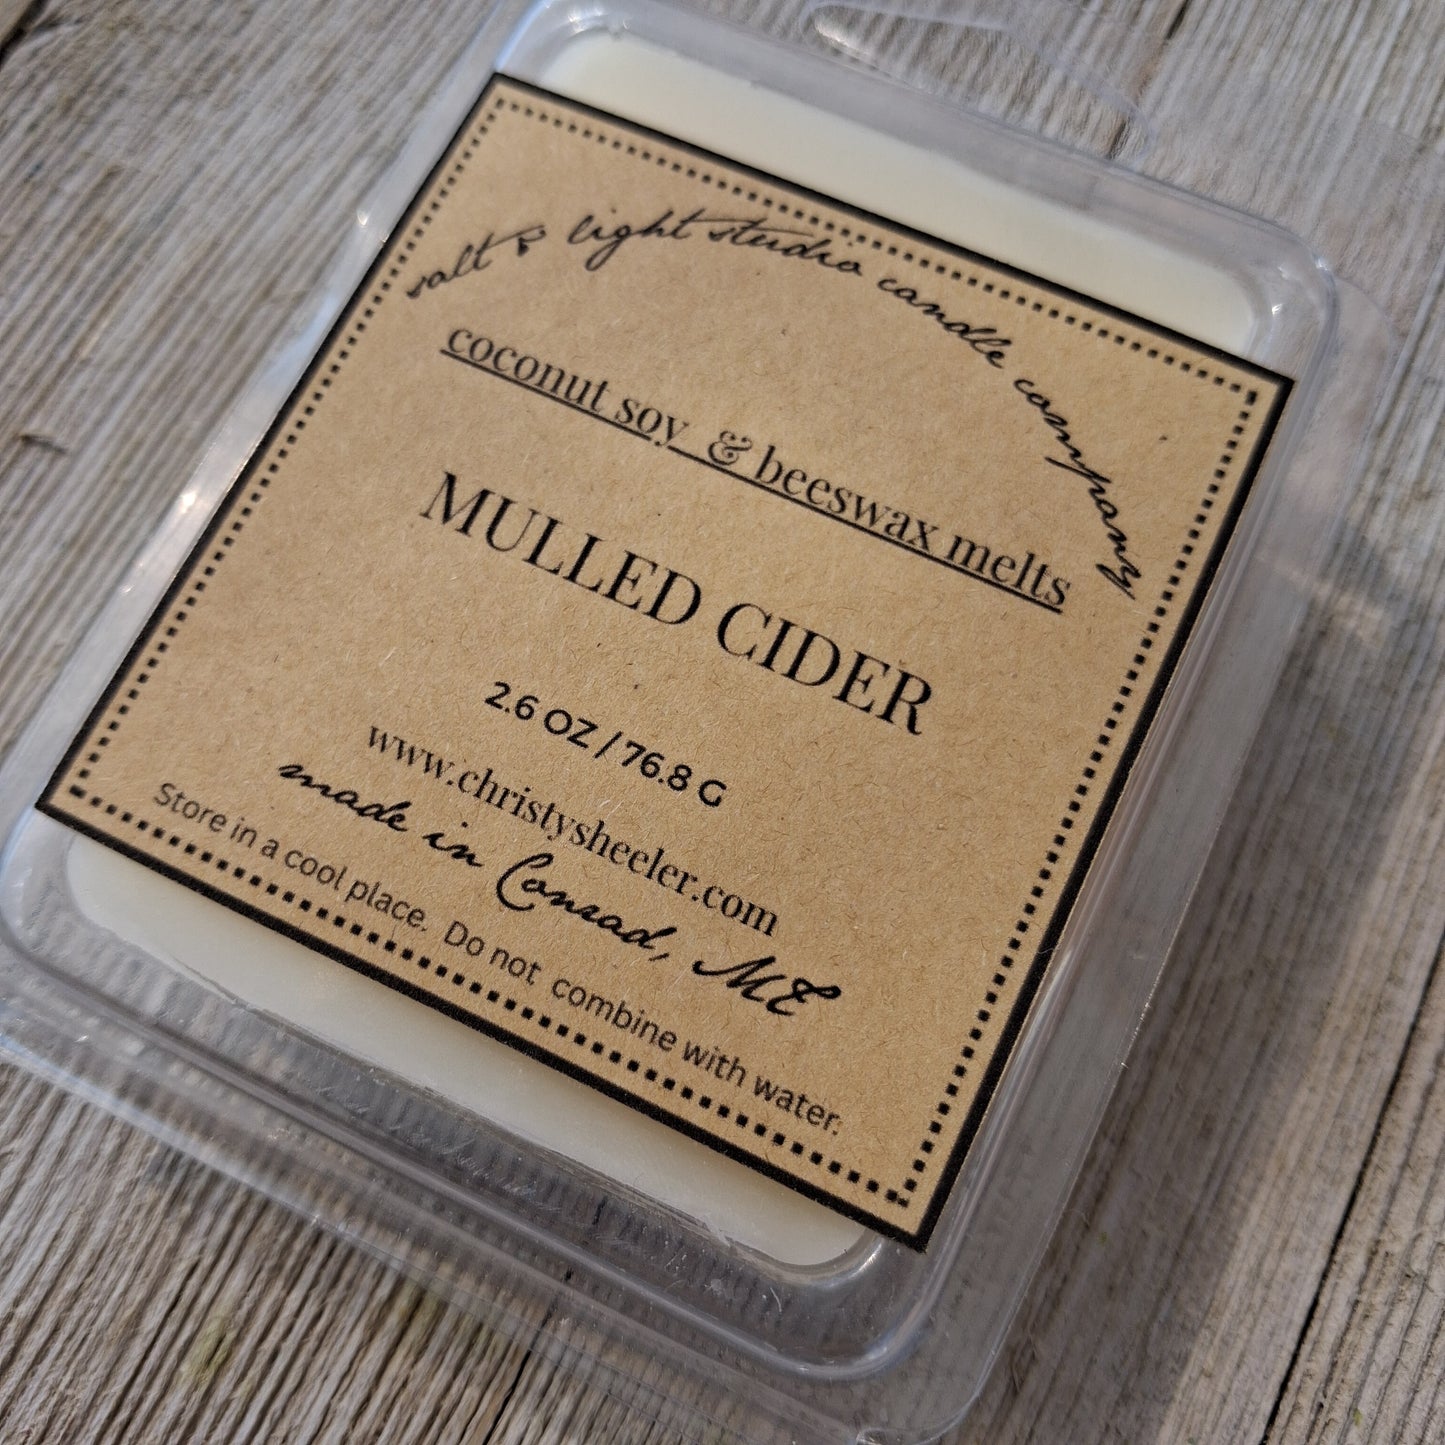 salt & light studio candle company
coconut soy & beeswax melts
MULLED CIDER
2.6 OZ / 76.8 G
www.christysheeler.com
made in Conrad, MT
Store in a cool place. Do not combine with water.